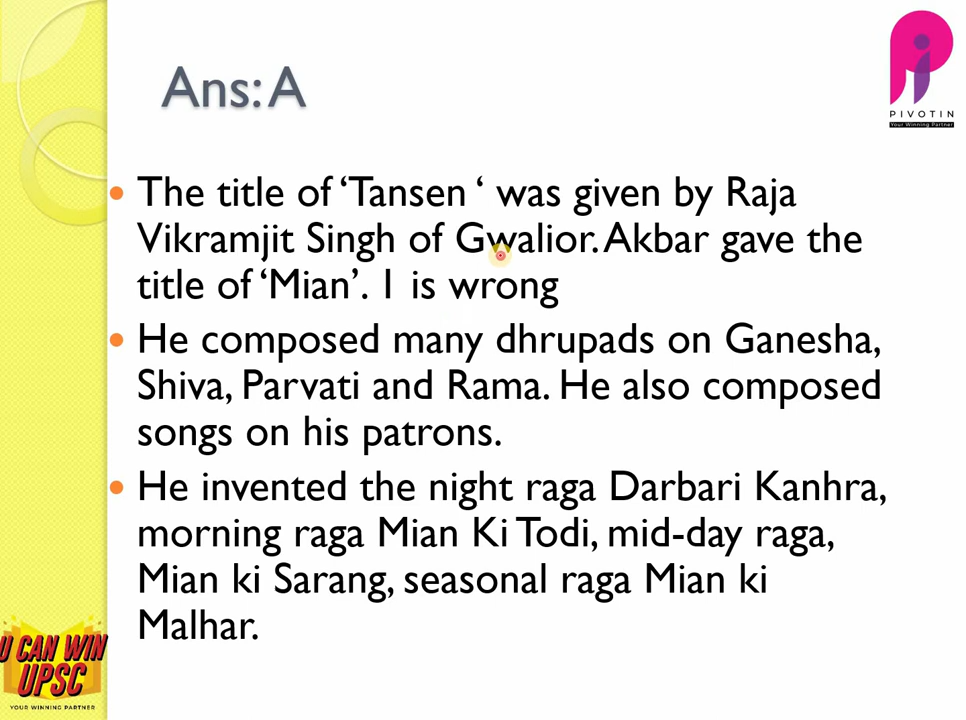 Ans: A
PIVOTIN
Your Winning Partner
• The title of ‘Tansen ‘ was given by Raja
Vikramjit Singh of Gwalior. Akbar gave the
title of ‘Mian’. 1 is wrong
• He composed many dhrupads on Ganesha,
Shiva, Parvati and Rama. He also composed
songs on his patrons.
• He invented the night raga Darbari Kanhra,
morning raga Mian Ki Todi, mid-day raga,
Mian ki Sarang, seasonal raga Mian ki
Malhar.
U CAN WIN
UPSC
YOUR WINNING PARTNER